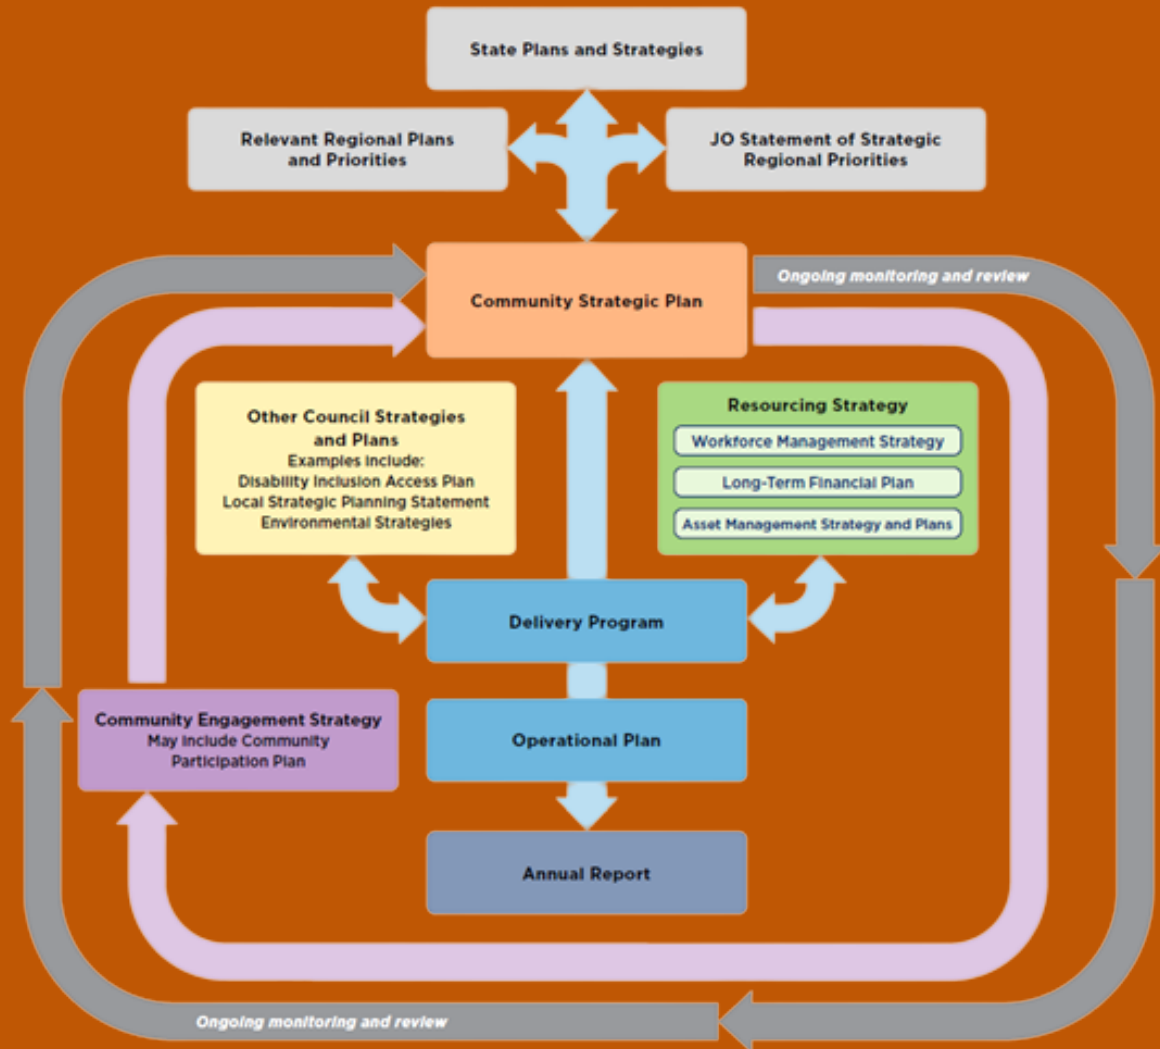 State Plans and Strategies
Relevant Regional Plans
and Priorities
JO Statement of Strategic
Regional Priorities
Community Strategic Plan
Ongoing monitoring and review
Other Council Strategies
and Plans
Examples include:
Disability Inclusion Access Plan
Local Strategic Planning Statement
Environmental Strategies
Resourcing Strategy
Workforce Management Strategy
Long-Term Financial Plan
Asset Management Strategy and Plans
Delivery Program
Community Engagement Strategy
May include Community
Participation Plan
Operational Plan
Annual Report
Ongoing monitoring and review